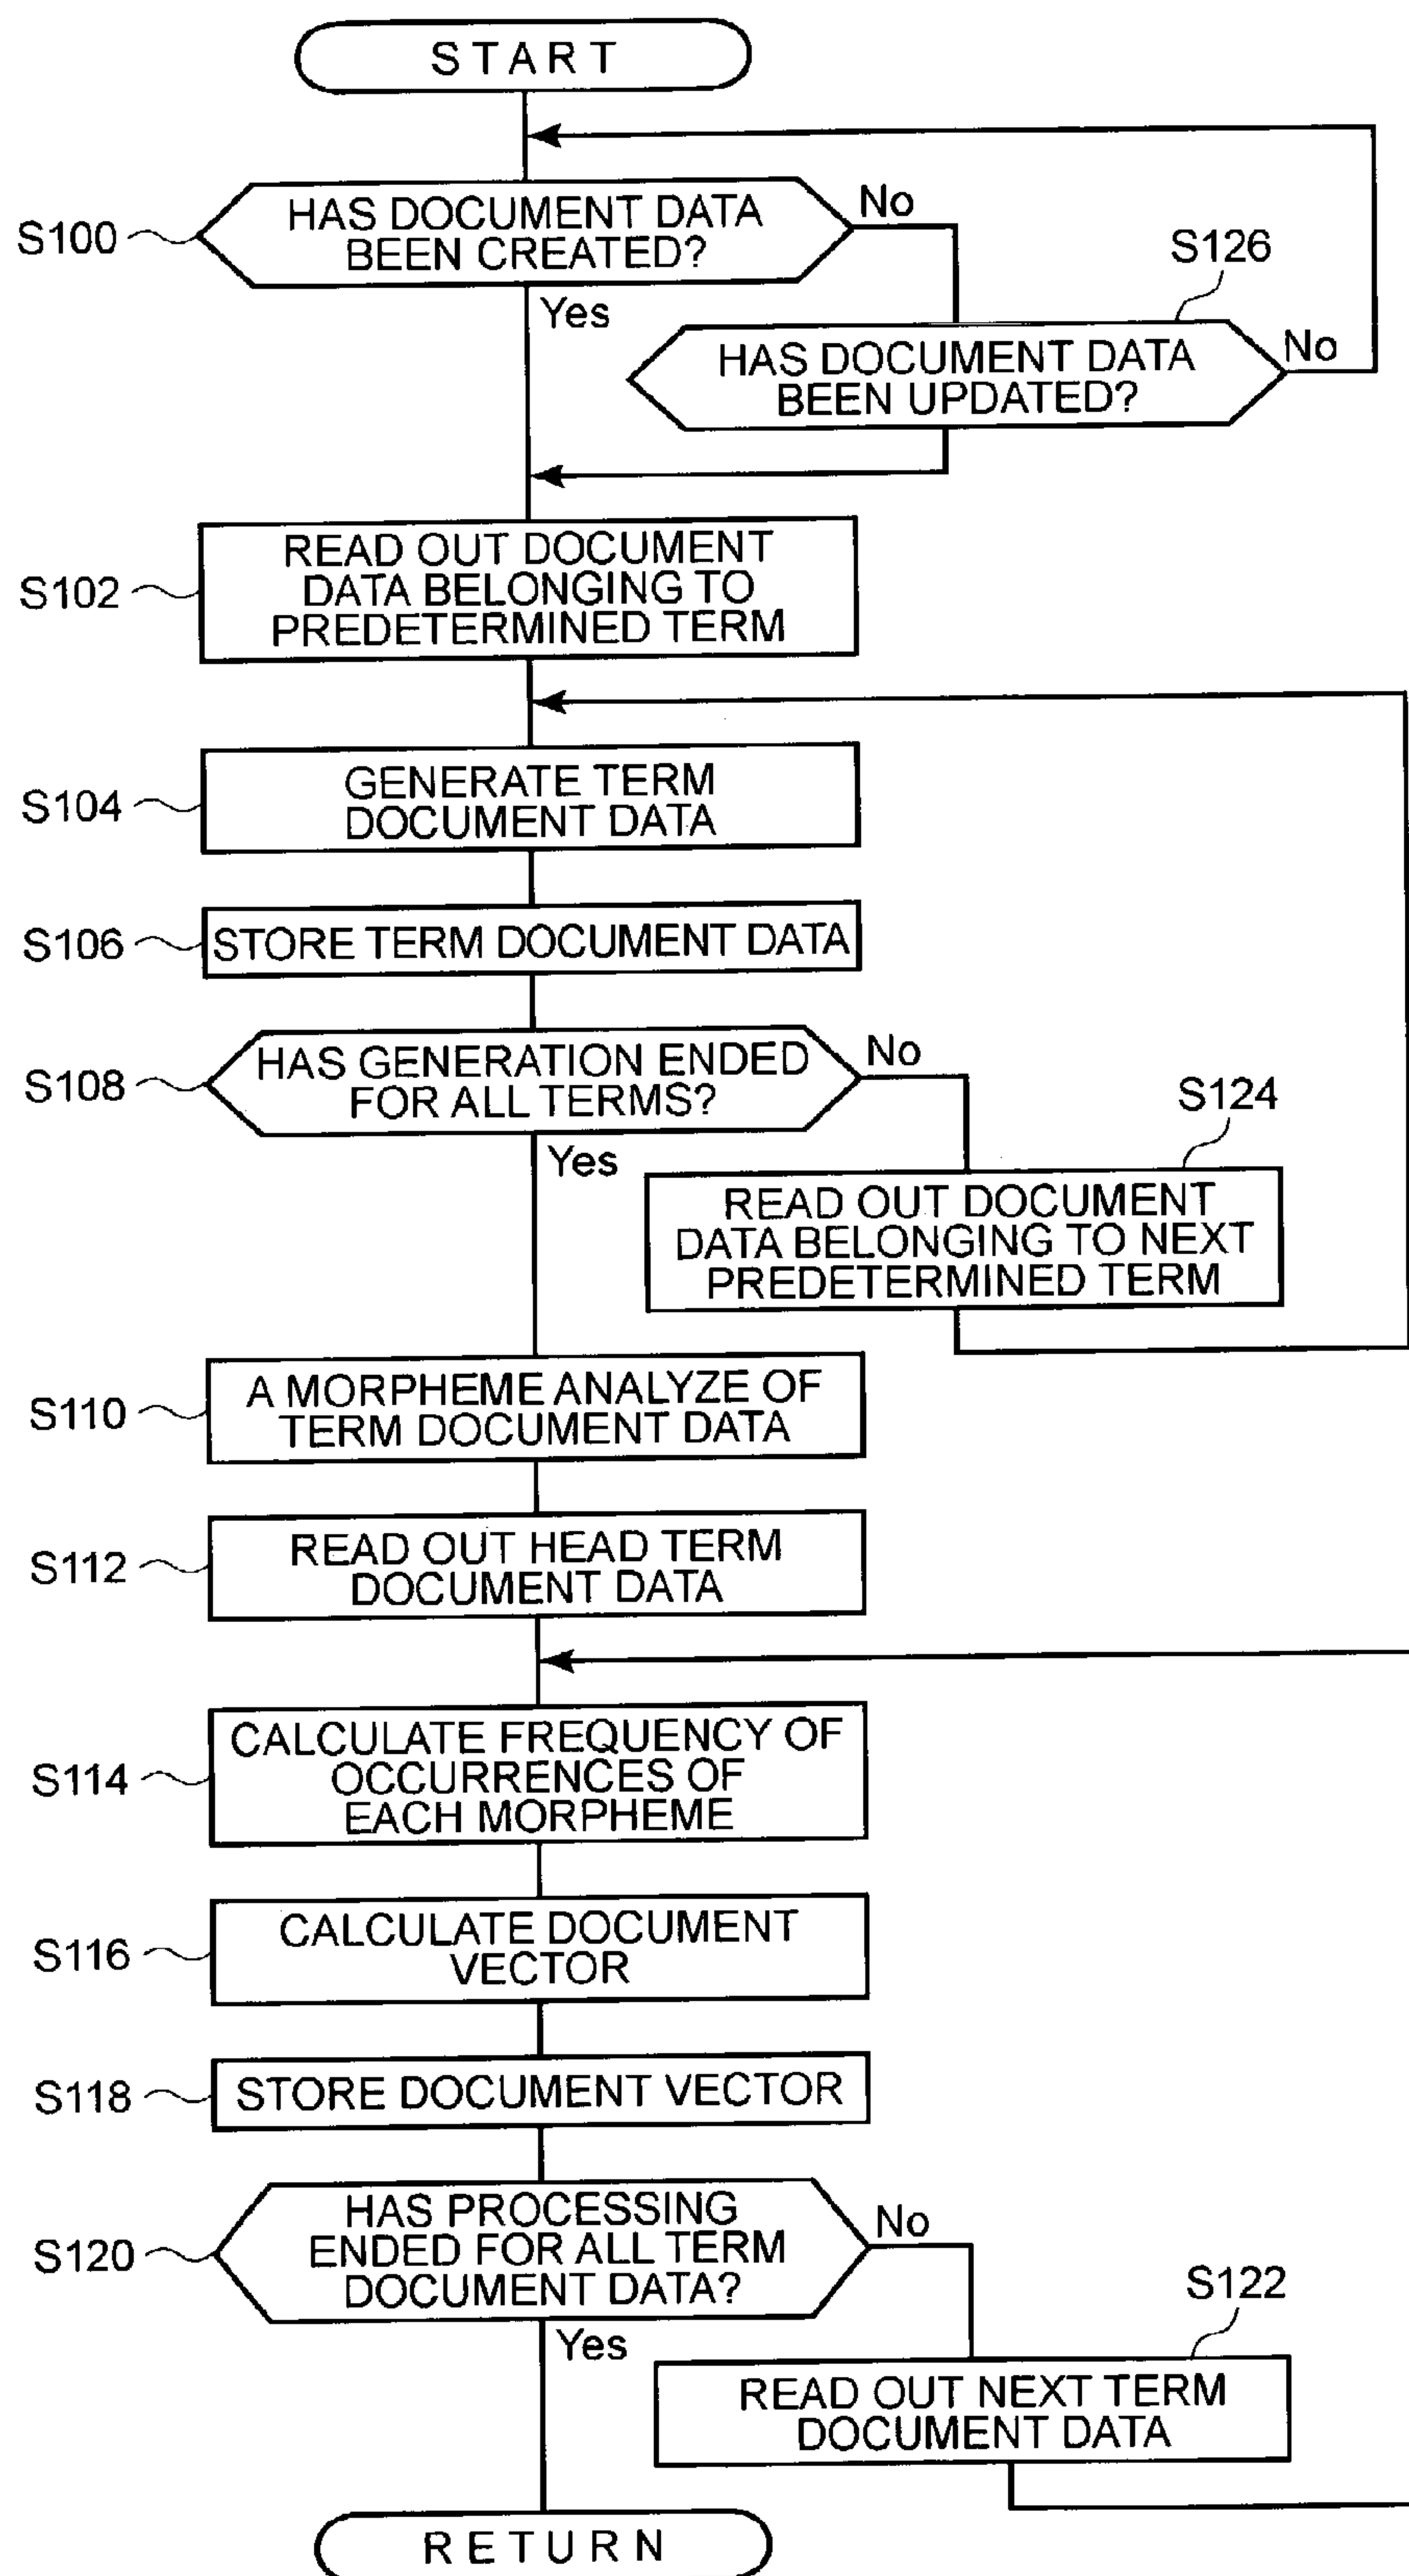 START
S100
HAS DOCUMENT DATA
BEEN CREATED?
No
Yes
S126
HAS DOCUMENT DATA
BEEN UPDATED?
No
S102
READ OUT DOCUMENT
DATA BELONGING TO
PREDETERMINED TERM
S104
GENERATE TERM
DOCUMENT DATA
S106
STORE TERM DOCUMENT DATA
S108
HAS GENERATION ENDED
FOR ALL TERMS?
No
Yes
S124
READ OUT DOCUMENT
DATA BELONGING TO NEXT
PREDETERMINED TERM
S110
A MORPHEME ANALYZE OF
TERM DOCUMENT DATA
S112
READ OUT HEAD TERM
DOCUMENT DATA
S114
CALCULATE FREQUENCY OF
OCCURRENCES OF
EACH MORPHEME
S116
CALCULATE DOCUMENT
VECTOR
S118
STORE DOCUMENT VECTOR
S120
HAS PROCESSING
ENDED FOR ALL TERM
DOCUMENT DATA?
No
Yes
S122
READ OUT NEXT TERM
DOCUMENT DATA
RETURN